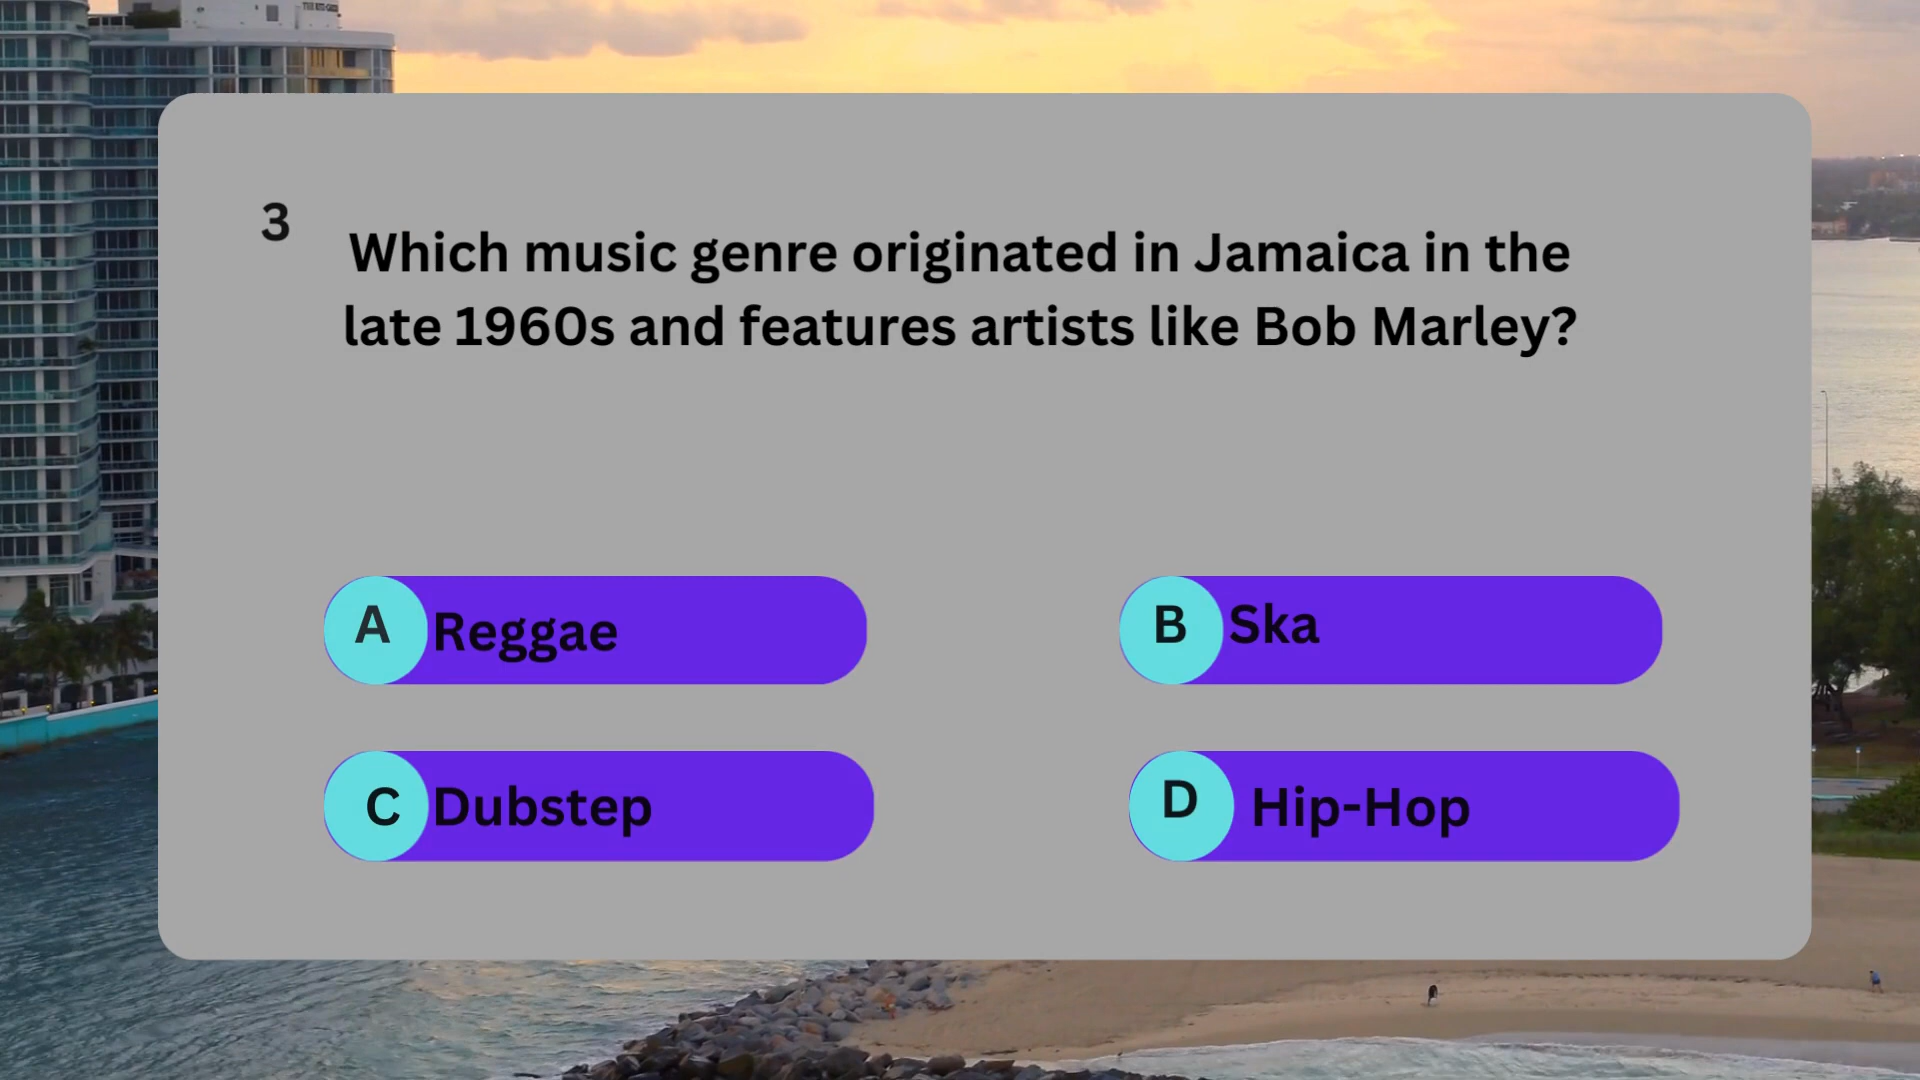 3
Which music genre originated in Jamaica in the
late 1960s and features artists like Bob Marley?
A Reggae
B Ska
C Dubstep
D Hip-Hop